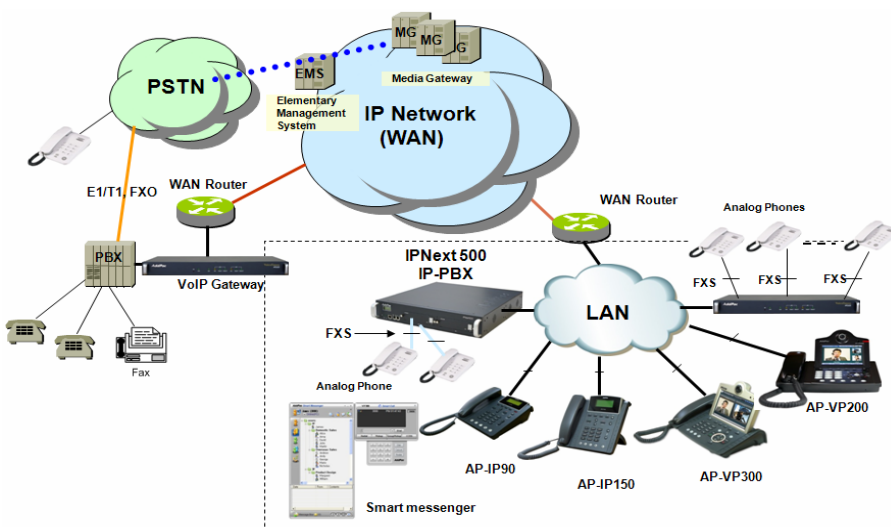 MG
MG
G
EMS
Media Gateway
PSTN
Elementary
Management
System
IP Network
(WAN)
E1/T1, FXO
WAN Router
WAN Router
Analog Phones
PBX
VoIP Gateway
IPNext 500
IP-PBX
FXS
FXS
FXS
LAN
FXS
Fax
Analog Phone
AP-VP200
AP-IP90
AP-IP150
AP-VP300
Smart messenger